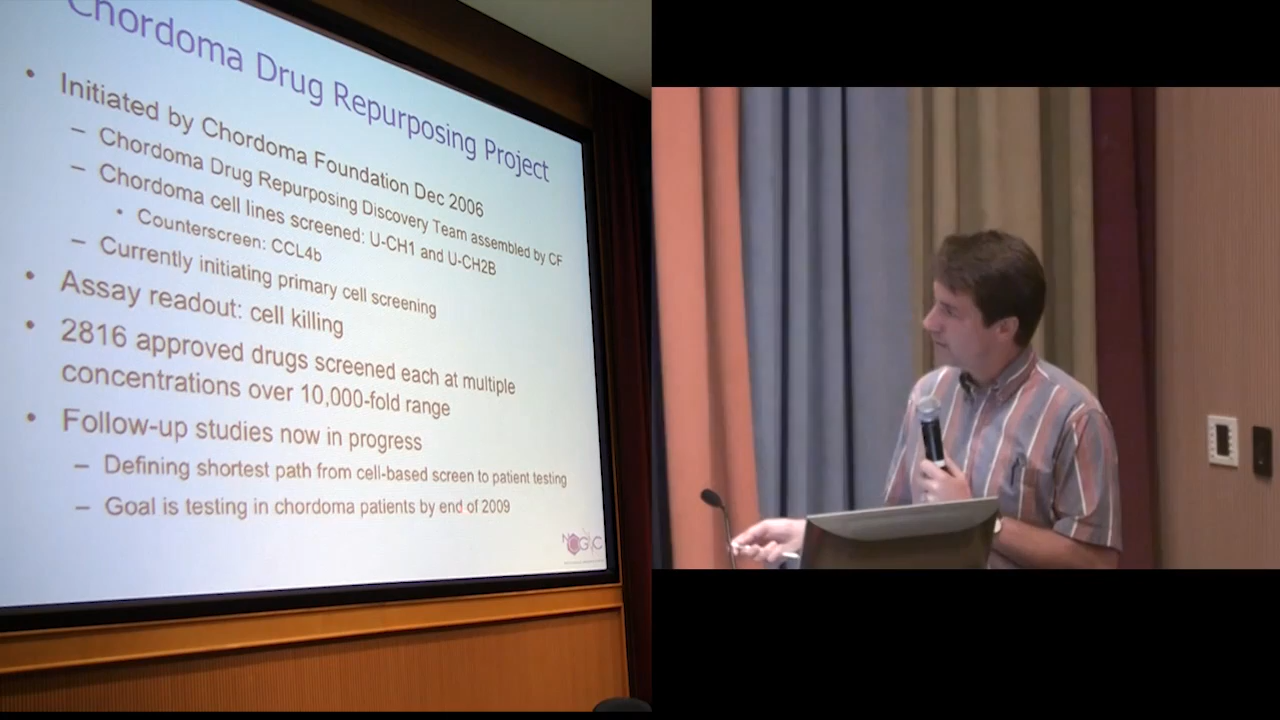 Chordoma Drug Repurposing Project
• Initiated by Chordoma Foundation Dec 2006
– Chordoma Drug Repurposing Discovery Team assembled by CF
– Chordoma cell lines screened: U-CH1 and U-CH2B
• Counterscreen: CCL4b
– Currently initiating primary cell screening
• Assay readout: cell killing
• 2816 approved drugs screened each at multiple
concentrations over 10,000-fold range
• Follow-up studies now in progress
– Defining shortest path from cell-based screen to patient testing
– Goal is testing in chordoma patients by end of 2009